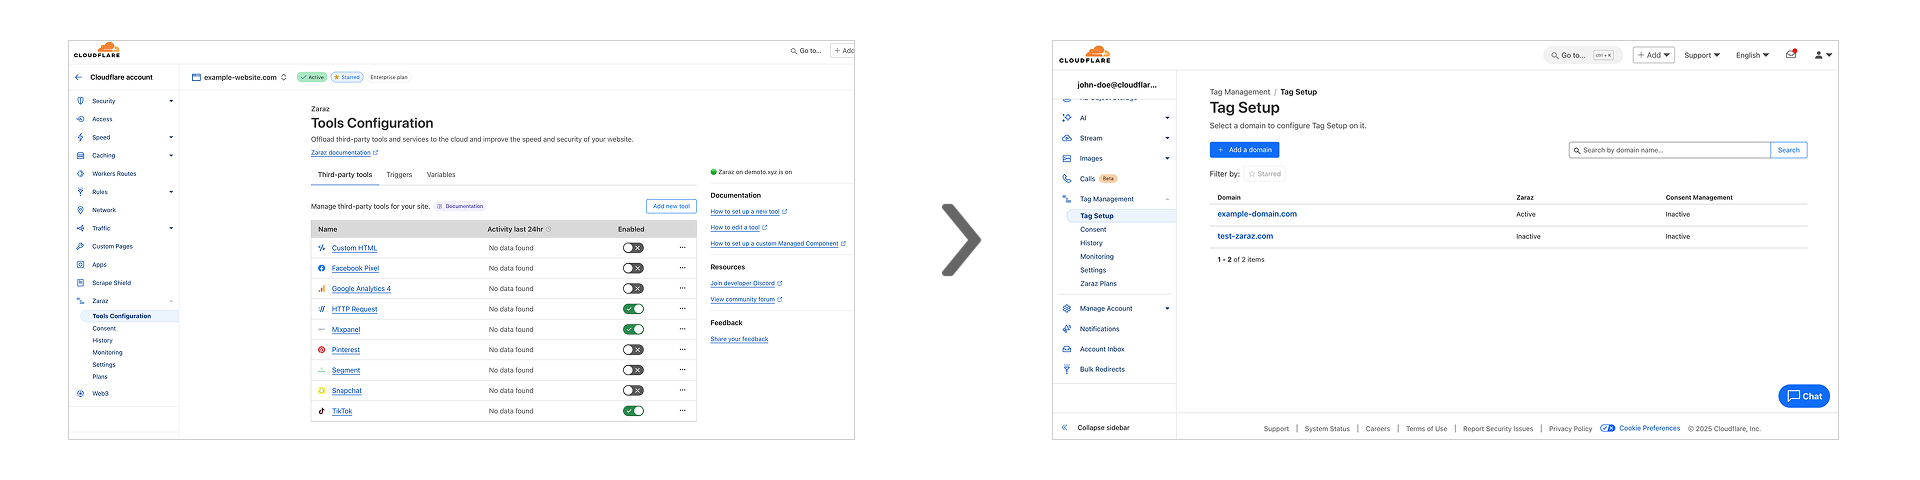 CLOUDFLARE
Go to...
+ Add
Cloudflare account
example-website.com
Active
Starred
Enterprise plan
Security
Access
Speed
Caching
Workers Routes
Rules
Network
Traffic
Custom Pages
Apps
Scrape Shield
Zaraz
Tools Configuration
Consent
History
Monitoring
Settings
Plans
Web3
Zaraz
Tools Configuration
Offload third-party tools and services to the cloud and improve the speed and security of your website.
Zaraz documentation
Third-party tools Triggers Variables
Manage third-party tools for your site. Documentation
Add new tool
Name Activity last 24hr Enabled
Custom HTML No data found
Facebook Pixel No data found
Google Analytics 4 No data found
HTTP Request No data found
Mixpanel No data found
Pinterest No data found
Segment No data found
Snapchat No data found
TikTok No data found
Zaraz on demoto.xyz is on
Documentation
How to set up a new tool
How to edit a tool
How to set up a custom Managed Component
Resources
Join developer Discord
View community forum
Feedback
Share your feedback
CLOUDFLARE
Go to... ctrl + K
+ Add
Support
English
john-doe@cloudflar...
AI
Stream
Images
Calls Beta
Tag Management
Tag Setup
Consent
History
Monitoring
Settings
Zaraz Plans
Manage Account
Notifications
Account Inbox
Bulk Redirects
Collapse sidebar
Tag Management / Tag Setup
Tag Setup
Select a domain to configure Tag Setup on it.
+ Add a domain
Search by domain name... Search
Filter by: Starred
Domain Zaraz Consent Management
example-domain.com Active Inactive
test-zaraz.com Inactive Inactive
1 - 2 of 2 items
Chat
Support | System Status | Careers | Terms of Use | Report Security Issues | Privacy Policy Cookie Preferences © 2025 Cloudflare, Inc.